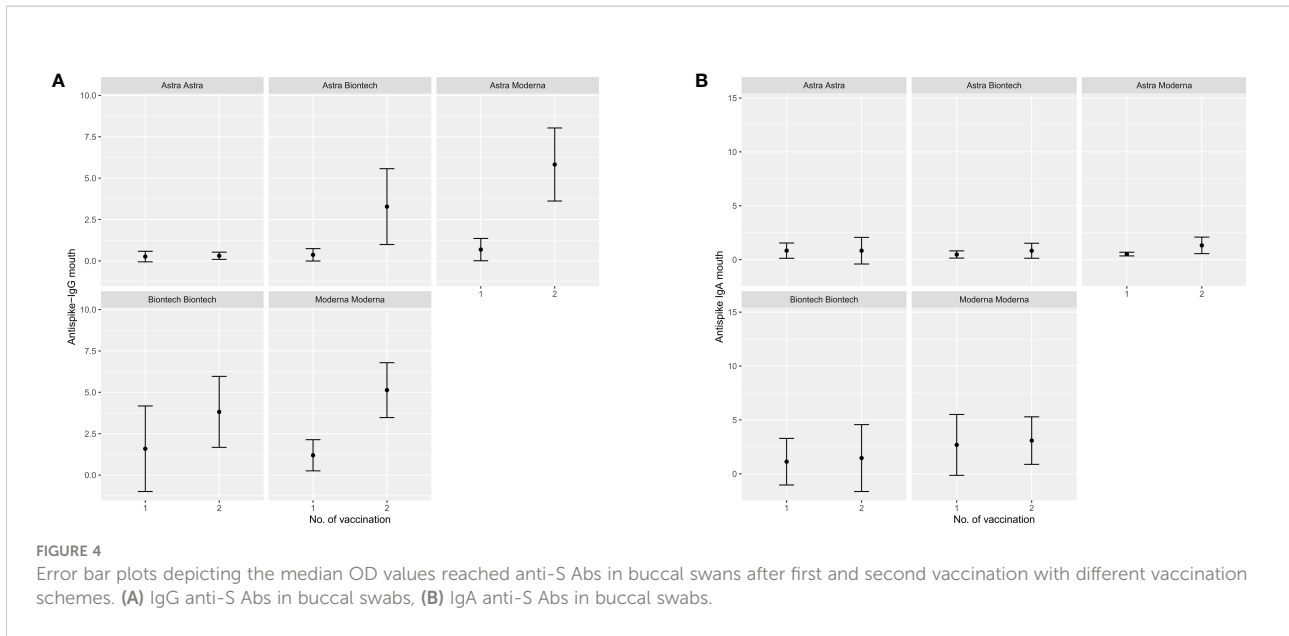 A
Astra Astra
Astra Biontech
Astra Moderna
10.0
7.5
5.0
2.5
0.0
1
2
Biontech Biontech
Moderna Moderna
10.0
7.5
5.0
2.5
0.0
1
2
1
2
Antispike-IgG mouth
No. of vaccination
B
Astra Astra
Astra Biontech
Astra Moderna
15
10
5
0
1
2
Biontech Biontech
Moderna Moderna
15
10
5
0
1
2
1
2
Antispike IgA mouth
No. of vaccination
FIGURE 4
Error bar plots depicting the median OD values reached anti-S Abs in buccal swans after first and second vaccination with different vaccination
schemes. (A) IgG anti-S Abs in buccal swabs, (B) IgA anti-S Abs in buccal swabs.